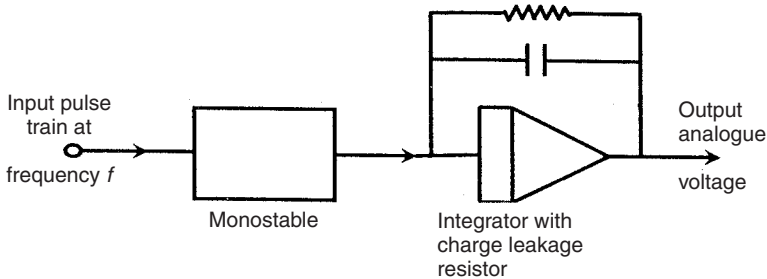 Input pulse
train at
frequency f
Monostable
Integrator with
charge leakage
resistor
Output
analogue
voltage